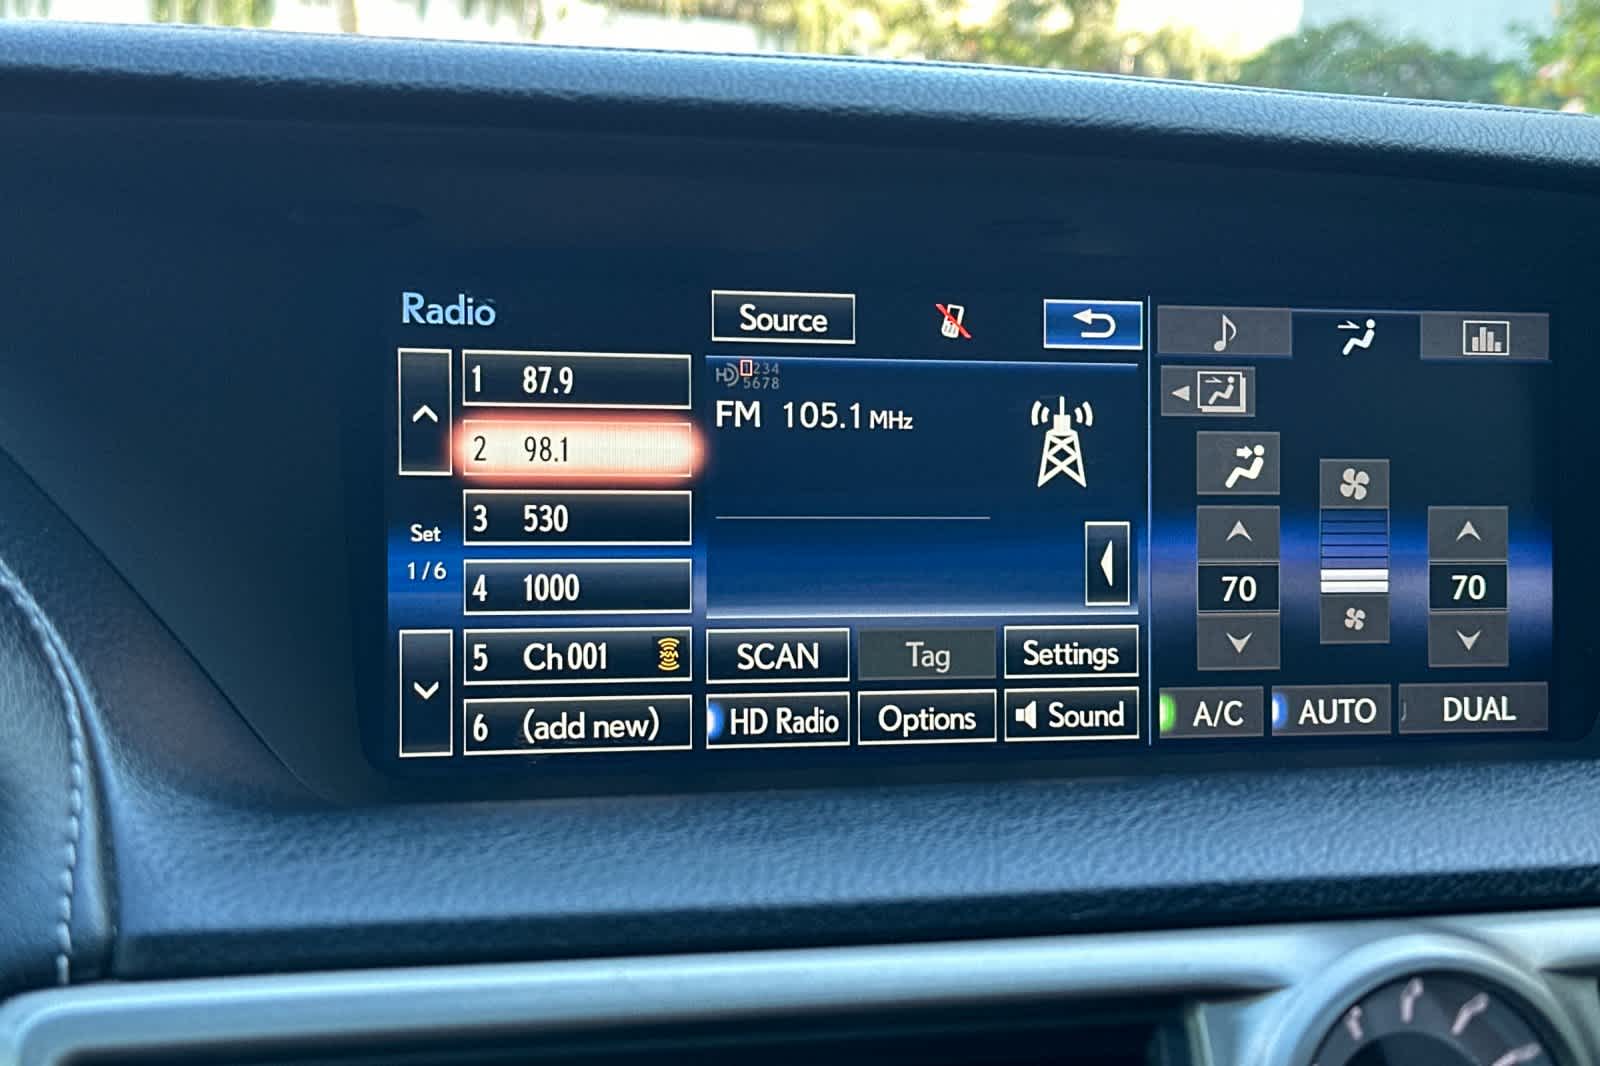 Radio
Source
1 87.9
2 98.1
3 530
4 1000
5 Ch 001 XM
6 (add new)
Set
1/6
HD 1234
5678
FM 105.1 MHz
SCAN
Tag
Settings
HD Radio
Options
Sound
70
70
A/C
AUTO
DUAL